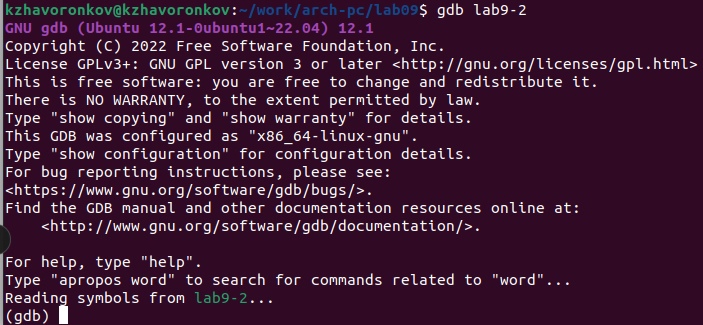 kzhavoronkov@kzhavoronkov:~/work/arch-pc/lab09$ gdb lab9-2
GNU gdb (Ubuntu 12.1-0ubuntu1~22.04) 12.1
Copyright (C) 2022 Free Software Foundation, Inc.
License GPLv3+: GNU GPL version 3 or later <http://gnu.org/licenses/gpl.html>
This is free software: you are free to change and redistribute it.
There is NO WARRANTY, to the extent permitted by law.
Type "show copying" and "show warranty" for details.
This GDB was configured as "x86_64-linux-gnu".
Type "show configuration" for configuration details.
For bug reporting instructions, please see:
<https://www.gnu.org/software/gdb/bugs/>.
Find the GDB manual and other documentation resources online at:
    <http://www.gnu.org/software/gdb/documentation/>.

For help, type "help".
Type "apropos word" to search for commands related to "word"...
Reading symbols from lab9-2...
(gdb)